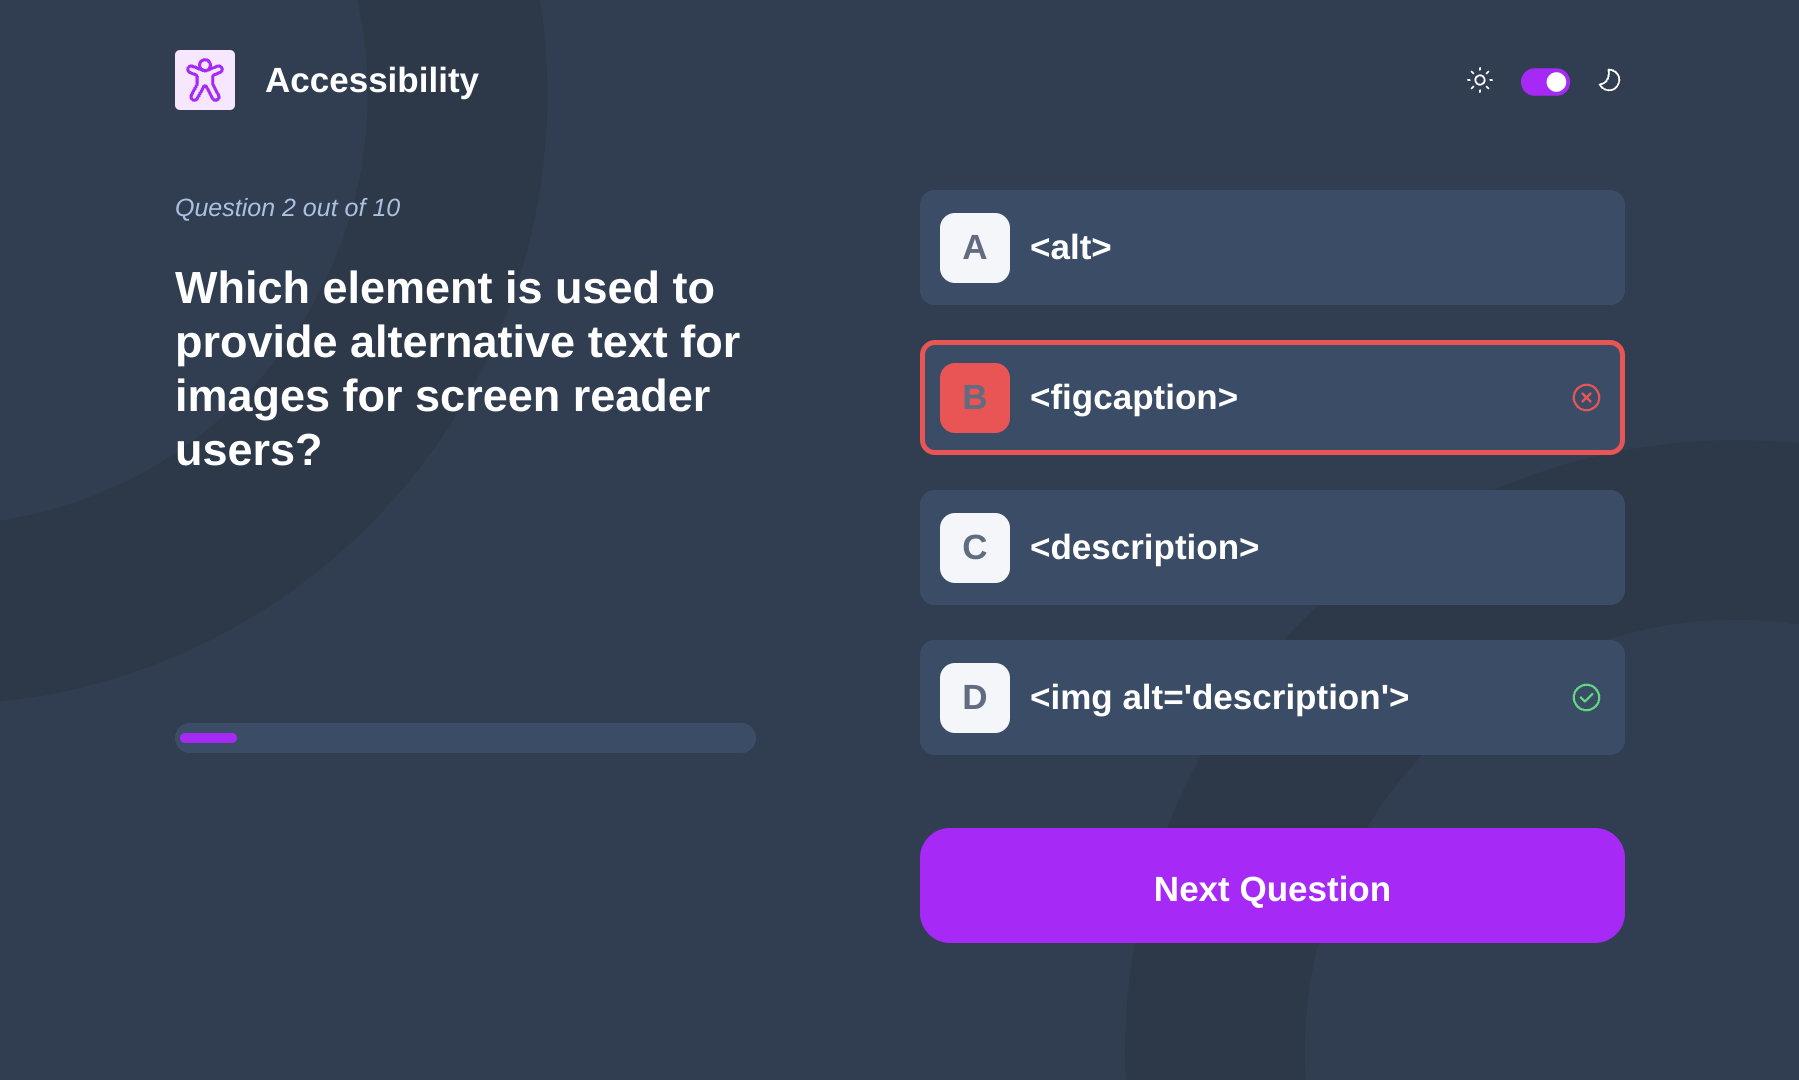 Accessibility
Question 2 out of 10
Which element is used to
provide alternative text for
images for screen reader
users?
A <alt>
B <figcaption>
C <description>
D <img alt='description'>
Next Question